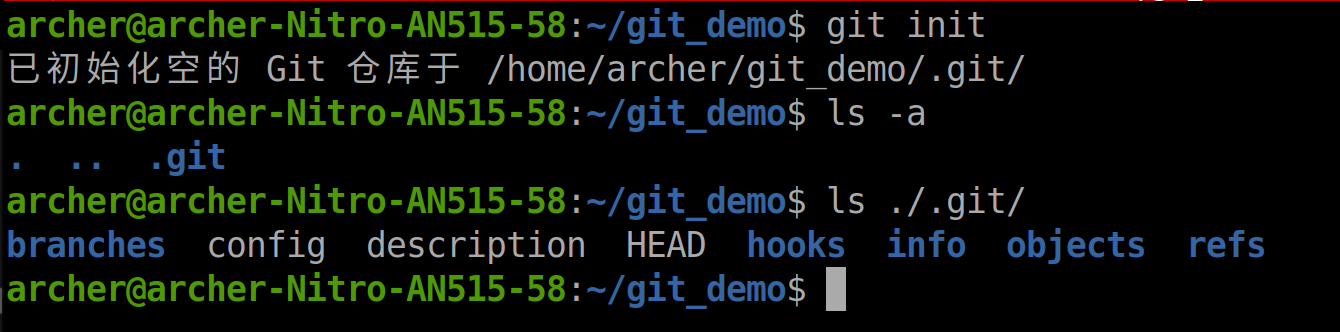 archer@archer-Nitro-AN515-58:~/git_demo$ git init
已初始化空的 Git 仓库于 /home/archer/git_demo/.git/
archer@archer-Nitro-AN515-58:~/git_demo$ ls -a
.  ..  .git
archer@archer-Nitro-AN515-58:~/git_demo$ ls ./.git/
branches  config  description  HEAD  hooks  info  objects  refs
archer@archer-Nitro-AN515-58:~/git_demo$